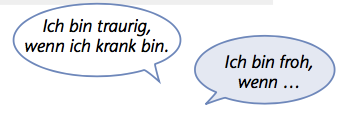 Ich bin traurig,
wenn ich krank bin.
Ich bin froh,
wenn ...